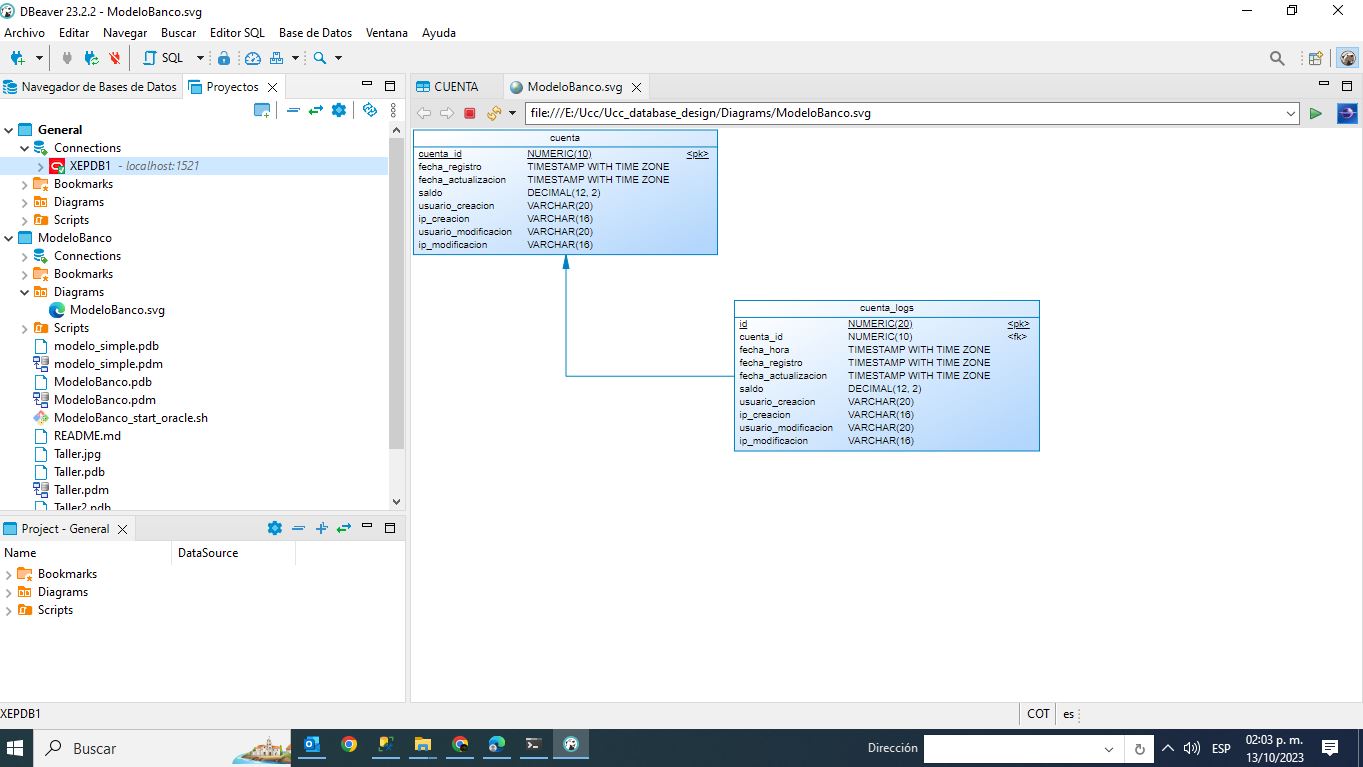 DBeaver 23.2.2 - ModeloBanco.svg
Archivo Editar Navegar Buscar Editor SQL Base de Datos Ventana Ayuda
SQL
Navegador de Bases de Datos Proyectos
General
Connections
XEPDB1 - localhost:1521
Bookmarks
Diagrams
Scripts
ModeloBanco
Connections
Bookmarks
Diagrams
ModeloBanco.svg
Scripts
modelo_simple.pdb
modelo_simple.pdm
ModeloBanco.pdb
ModeloBanco.pdm
ModeloBanco_start_oracle.sh
README.md
Taller.jpg
Taller.pdb
Taller.pdm
Taller2.pdb
Project - General
Name DataSource
Bookmarks
Diagrams
Scripts
CUENTA ModeloBanco.svg
file:///E:/Ucc/Ucc_database_design/Diagrams/ModeloBanco.svg
cuenta
cuenta_id NUMERIC(10) <pk>
fecha_registro TIMESTAMP WITH TIME ZONE
fecha_actualizacion TIMESTAMP WITH TIME ZONE
saldo DECIMAL(12, 2)
usuario_creacion VARCHAR(20)
ip_creacion VARCHAR(16)
usuario_modificacion VARCHAR(20)
ip_modificacion VARCHAR(16)
cuenta_logs
id NUMERIC(20) <pk>
cuenta_id NUMERIC(10) <fk>
fecha_hora TIMESTAMP WITH TIME ZONE
fecha_registro TIMESTAMP WITH TIME ZONE
fecha_actualizacion TIMESTAMP WITH TIME ZONE
saldo DECIMAL(12, 2)
usuario_creacion VARCHAR(20)
ip_creacion VARCHAR(16)
usuario_modificacion VARCHAR(20)
ip_modificacion VARCHAR(16)
XEPDB1 COT es
Buscar Dirección ESP 02:03 p. m.
13/10/2023